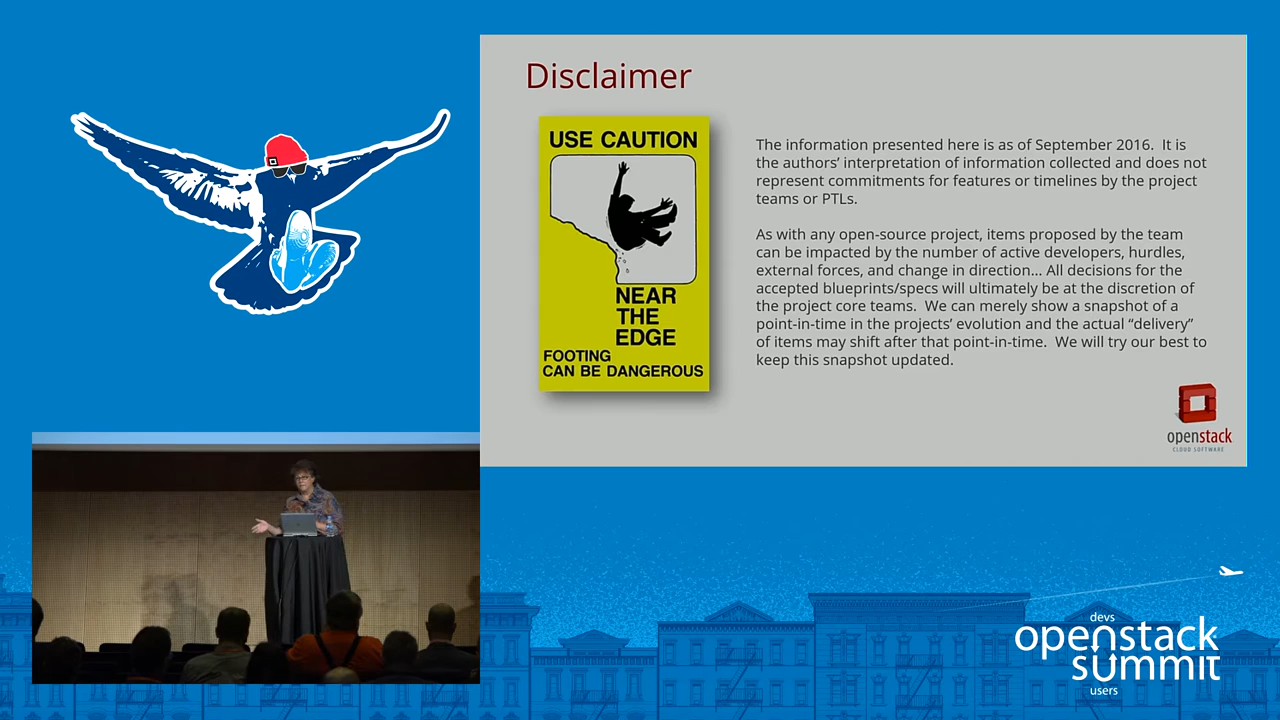 Disclaimer
USE CAUTION
NEAR
THE
EDGE
FOOTING
CAN BE DANGEROUS
The information presented here is as of September 2016.  It is
the authors’ interpretation of information collected and does not
represent commitments for features or timelines by the project
teams or PTLs.
As with any open-source project, items proposed by the team
can be impacted by the number of active developers, hurdles,
external forces, and change in direction... All decisions for the
accepted blueprints/specs will ultimately be at the discretion of
the project core teams.  We can merely show a snapshot of a
point-in-time in the projects’ evolution and the actual “delivery”
of items may shift after that point-in-time.  We will try our best to
keep this snapshot updated.
openstack
CLOUD SOFTWARE
devs
openstack
summit
users